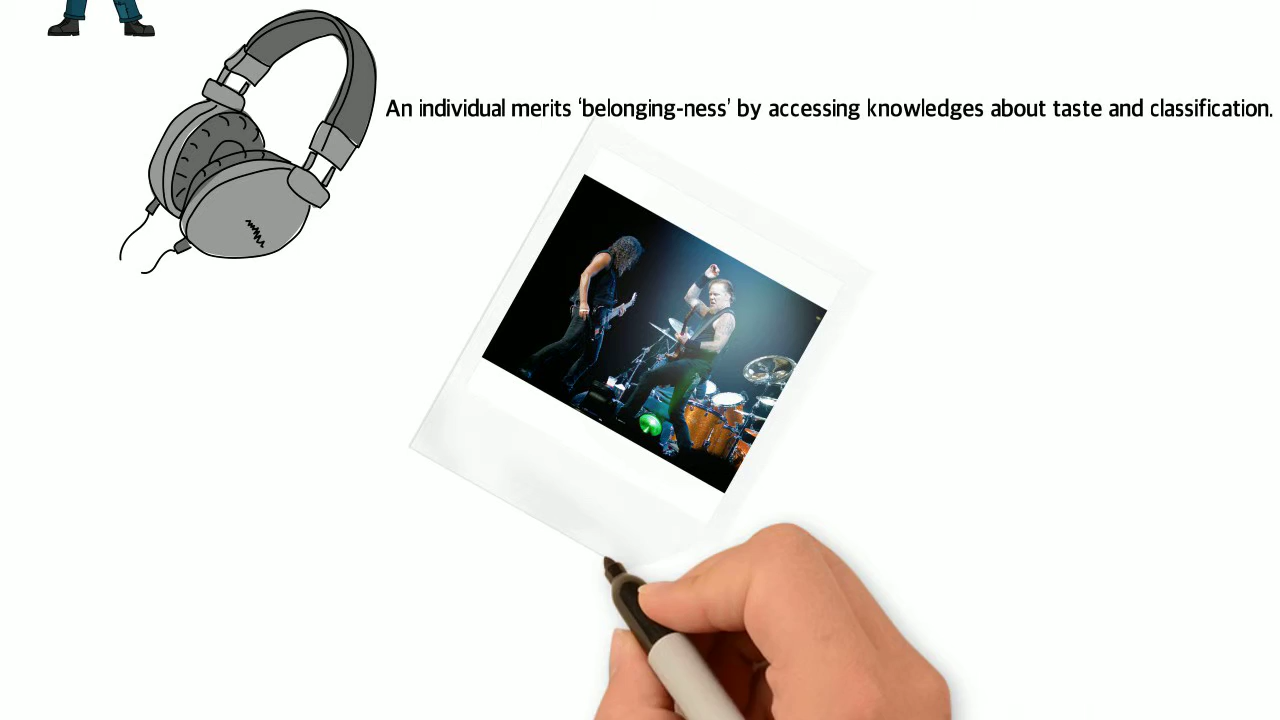 An individual merits ‘belonging-ness’ by accessing knowledges about taste and classification.